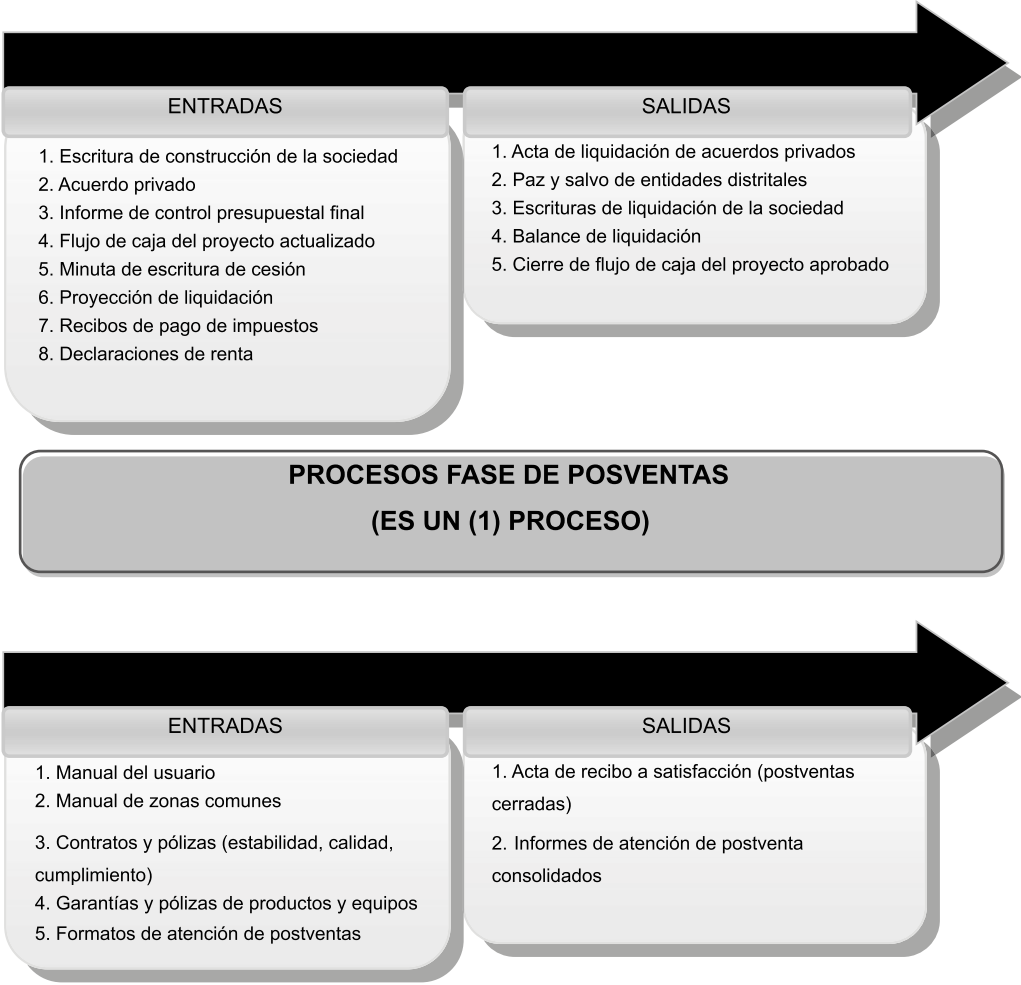 ENTRADAS
1. Escritura de construcción de la sociedad
2. Acuerdo privado
3. Informe de control presupuestal final
4. Flujo de caja del proyecto actualizado
5. Minuta de escritura de cesión
6. Proyección de liquidación
7. Recibos de pago de impuestos
8. Declaraciones de renta
SALIDAS
1. Acta de liquidación de acuerdos privados
2. Paz y salvo de entidades distritales
3. Escrituras de liquidación de la sociedad
4. Balance de liquidación
5. Cierre de flujo de caja del proyecto aprobado
PROCESOS FASE DE POSVENTAS
(ES UN (1) PROCESO)
ENTRADAS
1. Manual del usuario
2. Manual de zonas comunes
3. Contratos y pólizas (estabilidad, calidad,
cumplimiento)
4. Garantías y pólizas de productos y equipos
5. Formatos de atención de postventas
SALIDAS
1. Acta de recibo a satisfacción (postventas
cerradas)
2. Informes de atención de postventa
consolidados